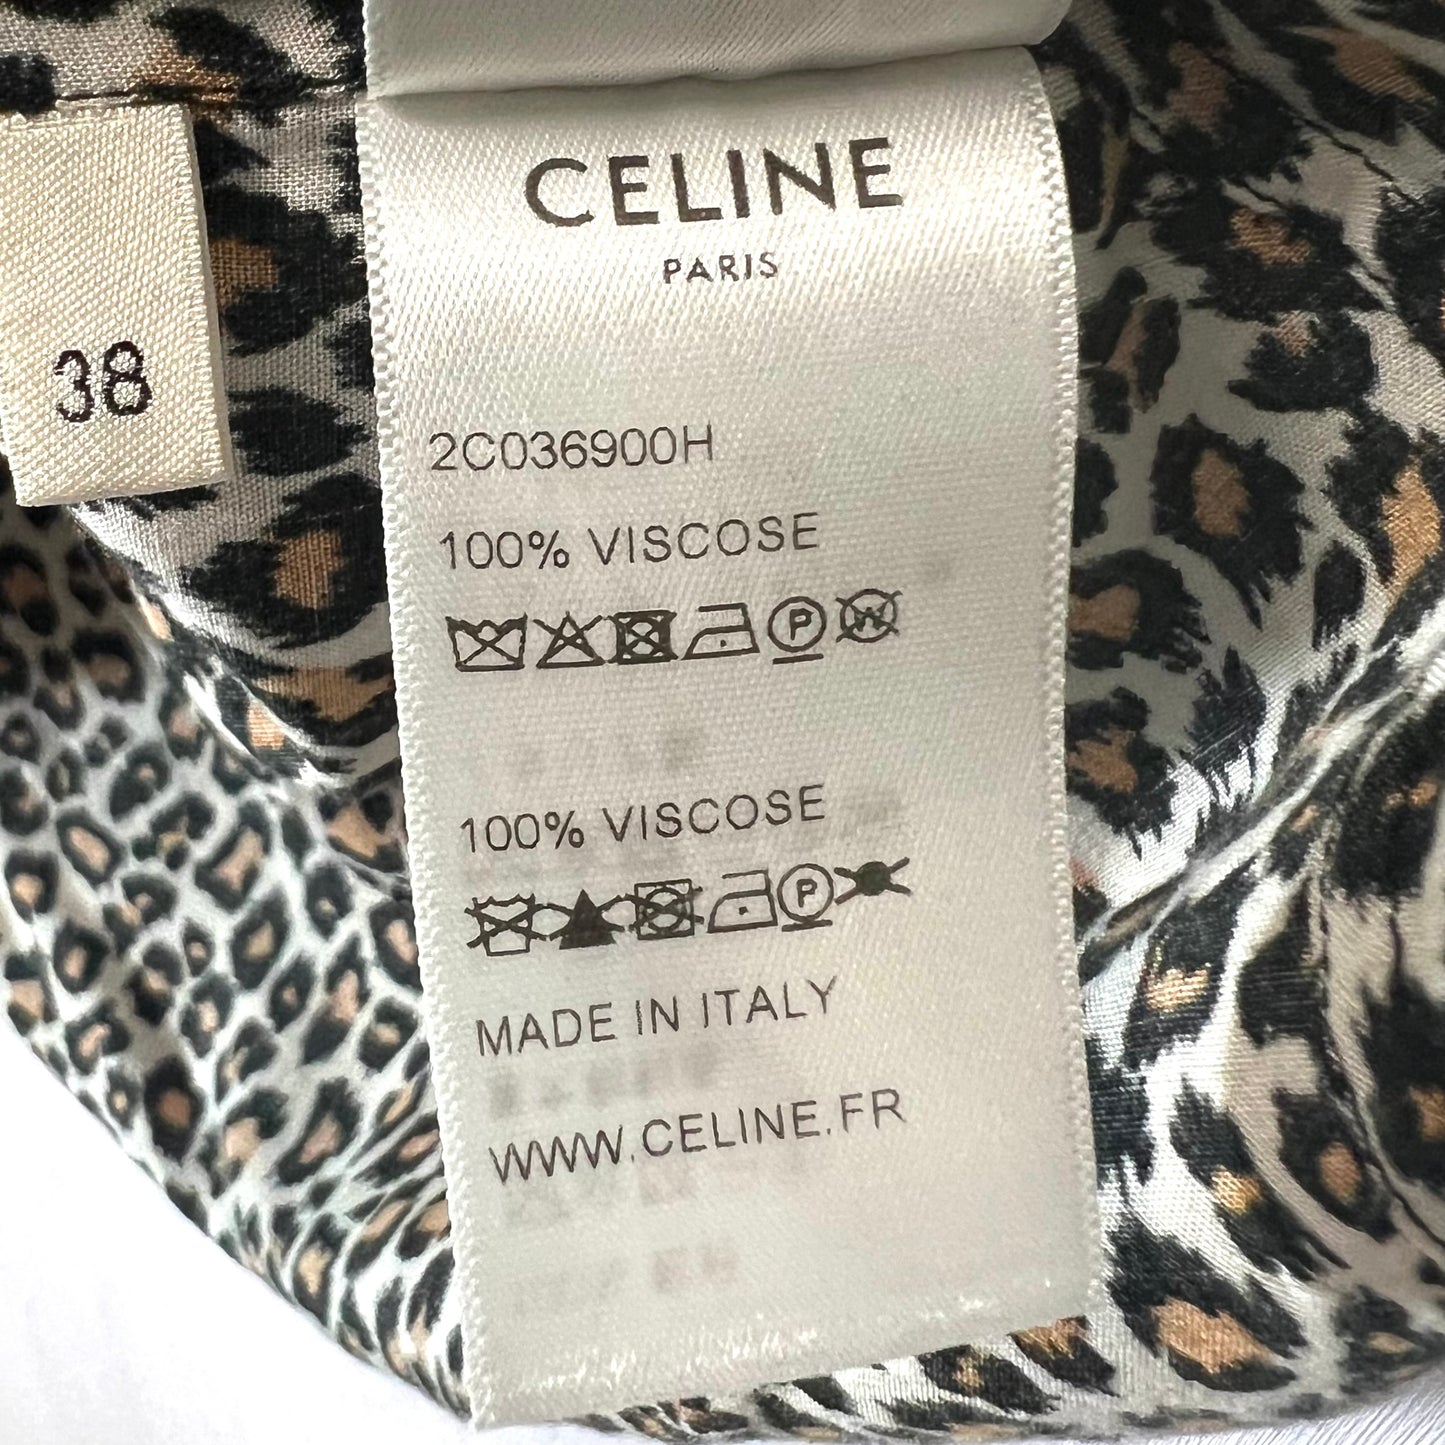 CELINE
PARIS
38
2C036900H
100% VISCOSE
P W
100% VISCOSE
P
MADE IN ITALY
WWW.CELINE.FR